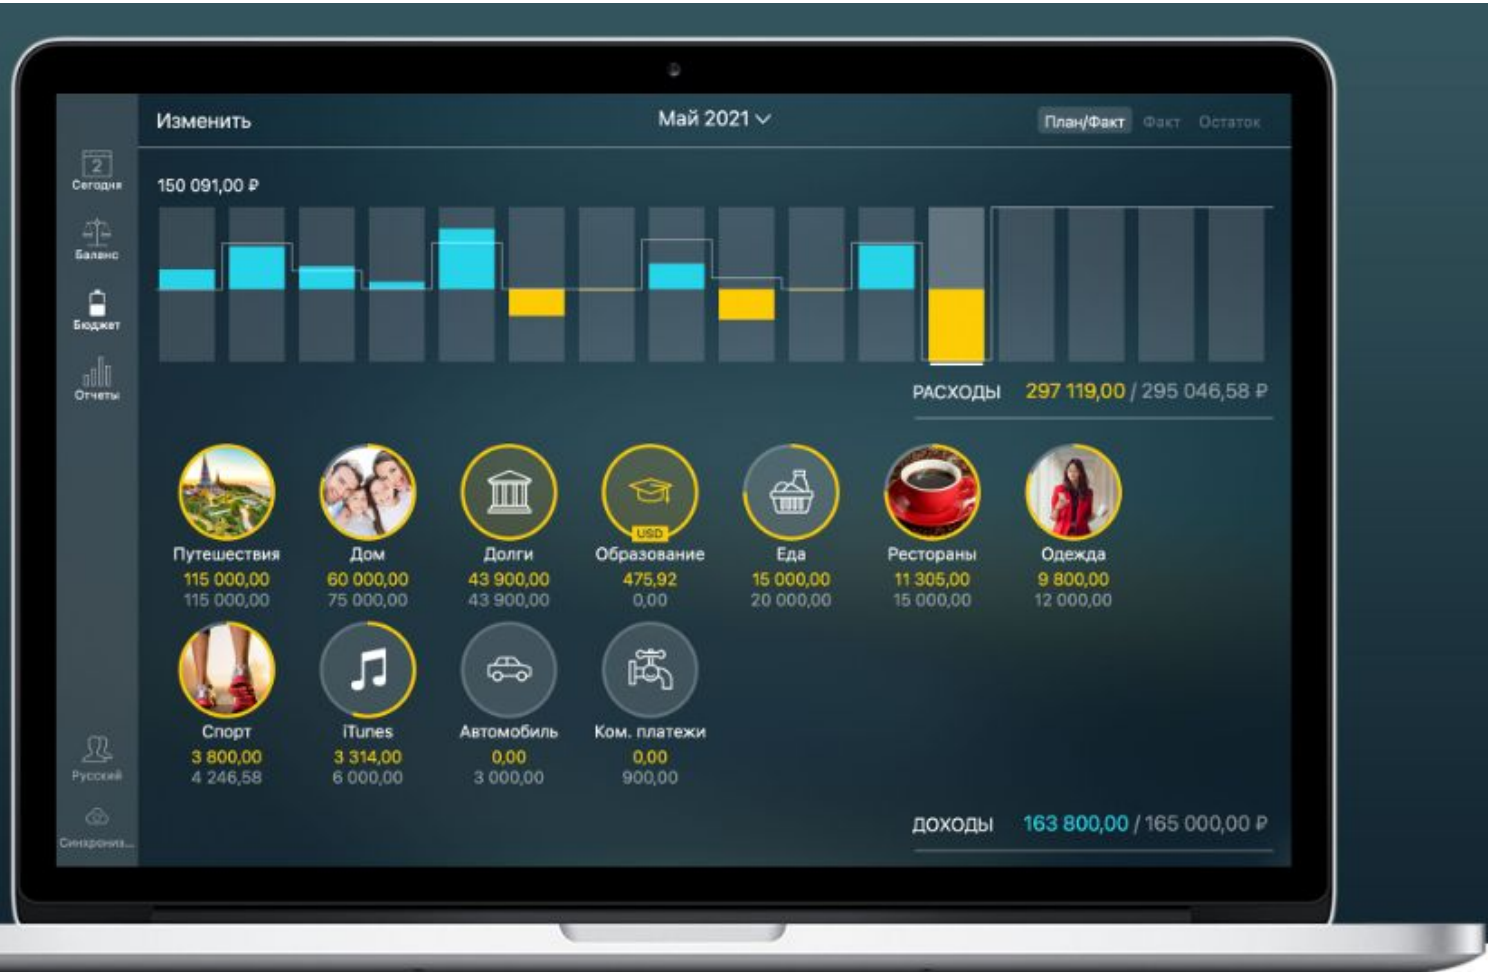 Изменить
Май 2021
План/Факт Факт Остаток
2
Сегодня
Баланс
Бюджет
Отчеты
Русский
Синхрониз...
150 091,00 ₽
РАСХОДЫ 297 119,00 / 295 046,58 ₽
Путешествия
115 000,00
115 000,00
Дом
60 000,00
75 000,00
Долги
43 900,00
43 900,00
USD
Образование
475,92
0,00
Еда
15 000,00
20 000,00
Рестораны
11 305,00
15 000,00
Одежда
9 800,00
12 000,00
Спорт
3 800,00
4 246,58
iTunes
3 314,00
6 000,00
Автомобиль
0,00
3 000,00
Ком. платежи
0,00
900,00
ДОХОДЫ 163 800,00 / 165 000,00 ₽